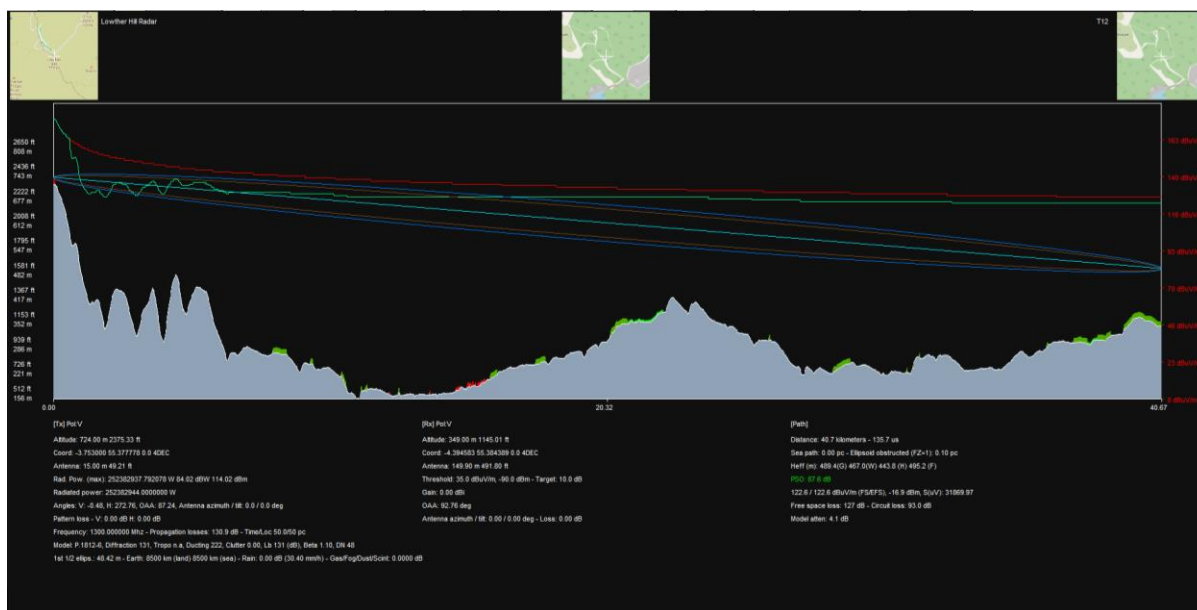 Lowther Hill Radar
T12
2650 ft
808 m
2436 ft
743 m
2222 ft
677 m
2008 ft
612 m
1795 ft
547 m
1581 ft
482 m
1367 ft
417 m
1153 ft
352 m
939 ft
286 m
726 ft
221 m
512 ft
156 m
163 dBuV/m
140 dBuV/m
93 dBuV/m
70 dBuV/m
23 dBuV/m
0 dBuV/m
0.00
20.32
40.67
[Tx] Pol:V
Altitude: 724.00 m 2375.33 ft
Coord: -3.753000 55.377778 0.0 4DEC
Antenna: 15.00 m 49.21 ft
Rad. Pow. (max): 252382937.792078 W 84.02 dBW 114.02 dBm
Radiated power: 252382944.0000000 W
Angles: V: -0.48, H: 272.76, OAA: 87.24, Antenna azimuth / tilt: 0.0 / 0.0 deg
Pattern loss - V: 0.00 dB H: 0.00 dB
Frequency: 1300.000000 Mhz - Propagation losses: 130.9 dB - Time/Loc 50.0/50 pc
Model: P.1812-6, Diffraction 131, Tropo n.a, Ducting 222, Clutter 0.00, Lb 131 (dB), Beta 1.10, DN 48
1st 1/2 ellips.: 48.42 m - Earth: 8500 km (land) 8500 km (sea) - Rain: 0.00 dB (30.40 mm/h) - Gas/Fog/Dust/Scint: 0.0000 dB
[Rx] Pol:V
Altitude: 349.00 m 1145.01 ft
Coord: -4.394583 55.384389 0.0 4DEC
Antenna: 149.90 m 491.80 ft
Threshold: 35.0 dBuV/m, -90.0 dBm - Target: 10.0 dB
Gain: 0.00 dBi
OAA: 92.76 deg
Antenna azimuth / tilt: 0.00 / 0.00 deg - Loss: 0.00 dB
[Path]
Distance: 40.7 kilometers - 135.7 us
Sea path: 0.00 pc - Ellipsoid obstructed (FZ×1): 0.10 pc
Heff (m): 489.4(G) 467.0(W) 443.8 (H) 495.2 (F)
PSO: 87.6 dB
122.6 / 122.6 dBuV/m (FS/EFS), -16.9 dBm, S(uV): 31869.97
Free space loss: 127 dB - Circuit loss: 93.0 dB
Model atten: 4.1 dB